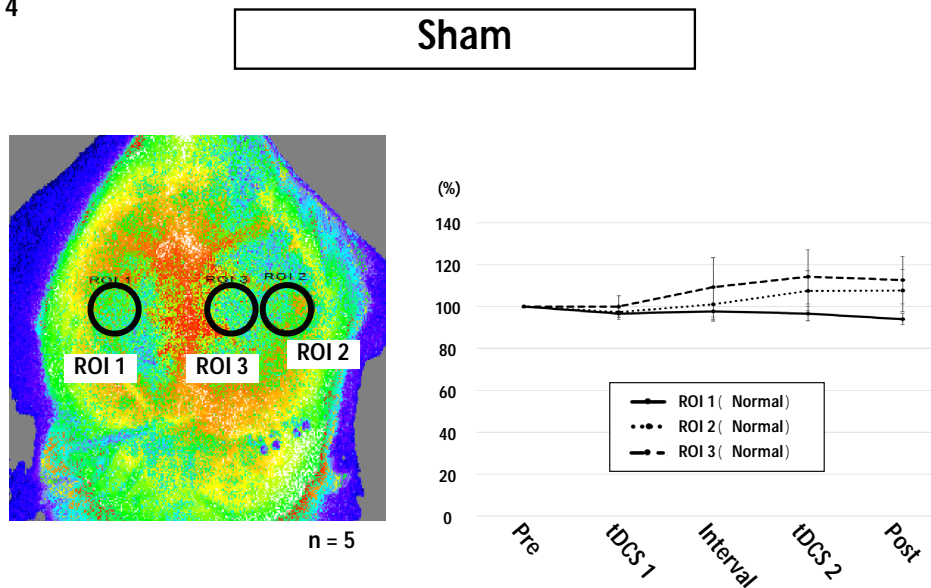 4
Sham
ROI 1
ROI 3
ROI 2
ROI 1
ROI 3
ROI 2
n = 5
(%)
140
120
100
80
60
40
20
0
ROI 1 ( Normal)
ROI 2 ( Normal)
ROI 3 ( Normal)
Pre
tDCS 1
Interval
tDCS 2
Post